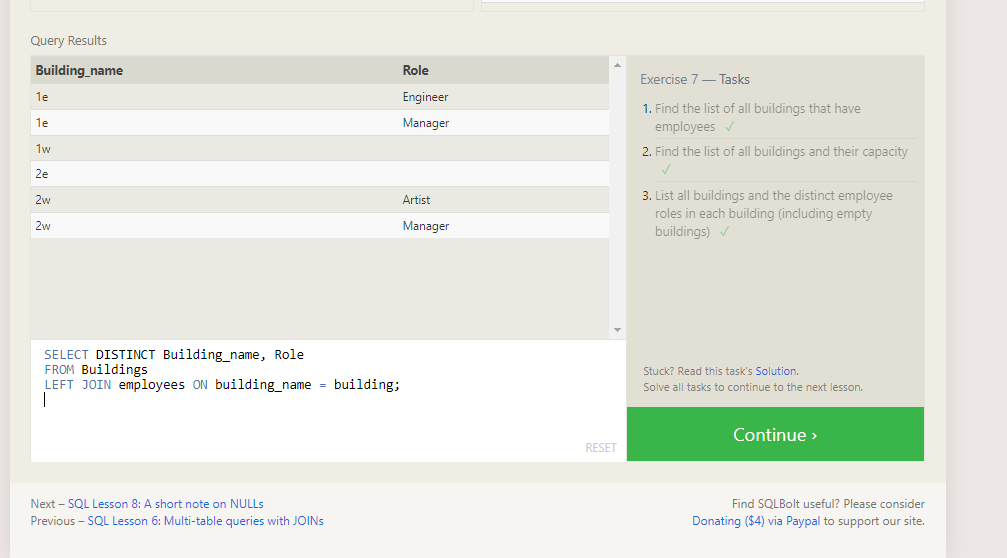 Query Results
Building_name Role
1e Engineer
1e Manager
1w
2e
2w Artist
2w Manager
SELECT DISTINCT Building_name, Role
FROM Buildings
LEFT JOIN employees ON building_name = building;
RESET
Exercise 7 — Tasks
1. Find the list of all buildings that have
employees ✓
2. Find the list of all buildings and their capacity
✓
3. List all buildings and the distinct employee
roles in each building (including empty
buildings) ✓
Stuck? Read this task's Solution.
Solve all tasks to continue to the next lesson.
Continue ›
Next – SQL Lesson 8: A short note on NULLs
Previous – SQL Lesson 6: Multi-table queries with JOINs
Find SQLBolt useful? Please consider
Donating ($4) via Paypal to support our site.